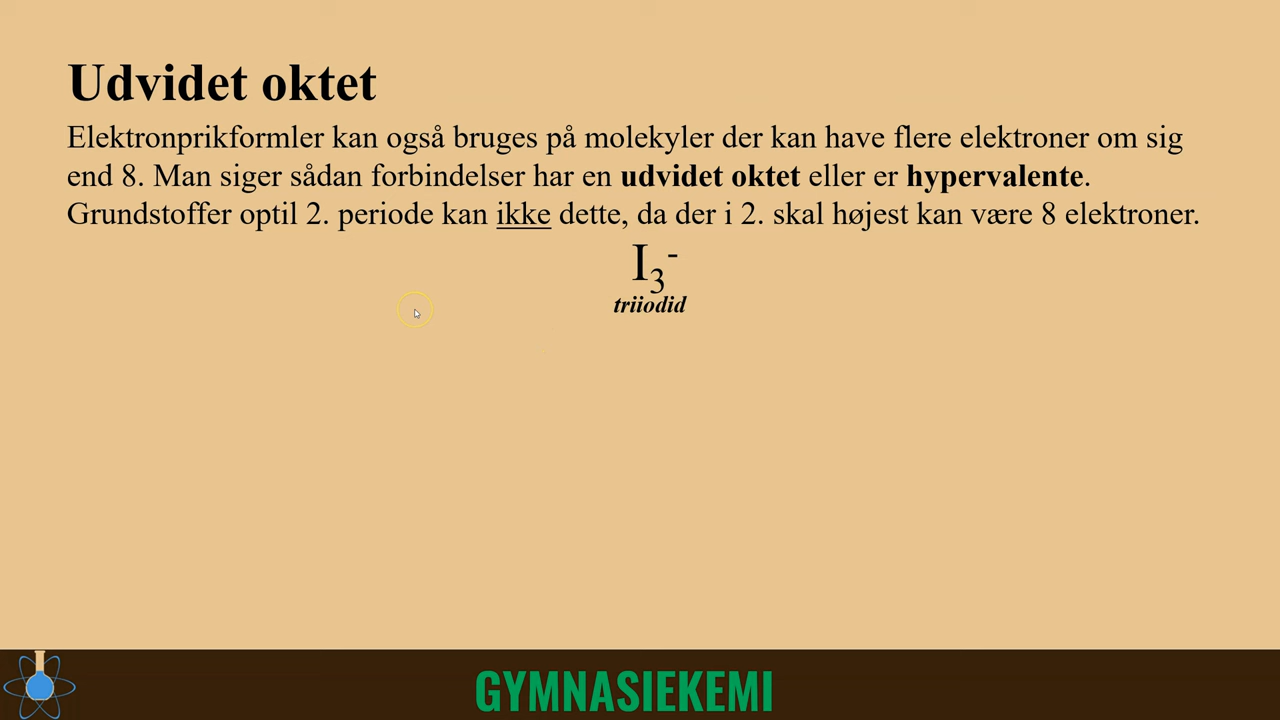 Udvidet oktet
Elektronprikformler kan også bruges på molekyler der kan have flere elektroner om sig
end 8. Man siger sådan forbindelser har en udvidet oktet eller er hypervalente.
Grundstoffer optil 2. periode kan ikke dette, da der i 2. skal højest kan være 8 elektroner.
I₃⁻
triiodid
GYMNASIEKEMI